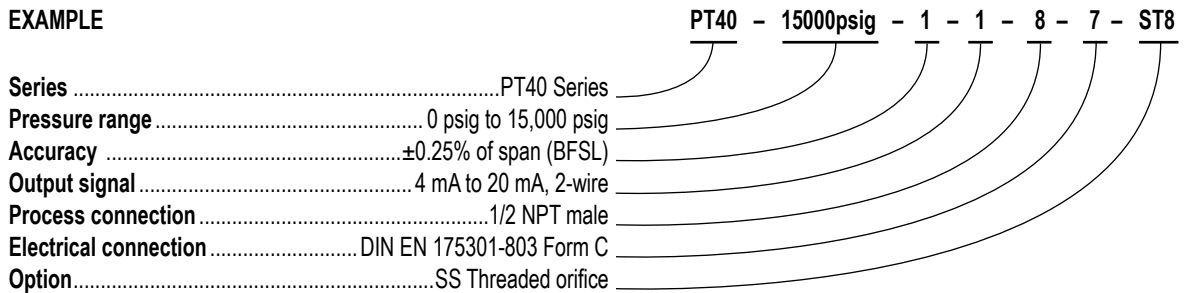 EXAMPLE PT40 – 15000psig – 1 – 1 – 8 – 7 – ST8
Series ................................................................................PT40 Series
Pressure range .................................................. 0 psig to 15,000 psig
Accuracy ............................................................±0.25% of span (BFSL)
Output signal ................................................... 4 mA to 20 mA, 2-wire
Process connection ......................................................1/2 NPT male
Electrical connection ........................... DIN EN 175301-803 Form C
Option...................................................................SS Threaded orifice